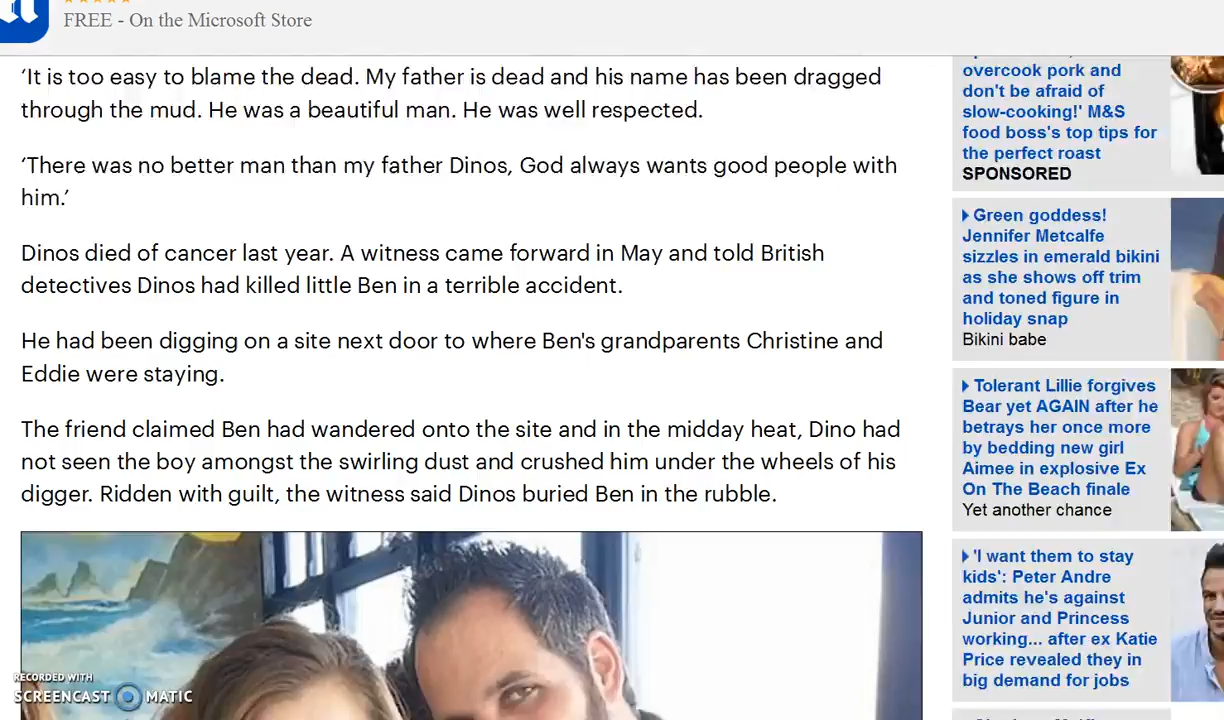 FREE - On the Microsoft Store
‘It is too easy to blame the dead. My father is dead and his name has been dragged
through the mud. He was a beautiful man. He was well respected.
‘There was no better man than my father Dinos, God always wants good people with
him.’
Dinos died of cancer last year. A witness came forward in May and told British
detectives Dinos had killed little Ben in a terrible accident.
He had been digging on a site next door to where Ben's grandparents Christine and
Eddie were staying.
The friend claimed Ben had wandered onto the site and in the midday heat, Dino had
not seen the boy amongst the swirling dust and crushed him under the wheels of his
digger. Ridden with guilt, the witness said Dinos buried Ben in the rubble.
RECORDED WITH
SCREENCAST MATIC
overcook pork and
don't be afraid of
slow-cooking!' M&S
food boss's top tips for
the perfect roast
SPONSORED
Green goddess!
Jennifer Metcalfe
sizzles in emerald bikini
as she shows off trim
and toned figure in
holiday snap
Bikini babe
Tolerant Lillie forgives
Bear yet AGAIN after he
betrays her once more
by bedding new girl
Aimee in explosive Ex
On The Beach finale
Yet another chance
'I want them to stay
kids': Peter Andre
admits he's against
Junior and Princess
working... after ex Katie
Price revealed they in
big demand for jobs